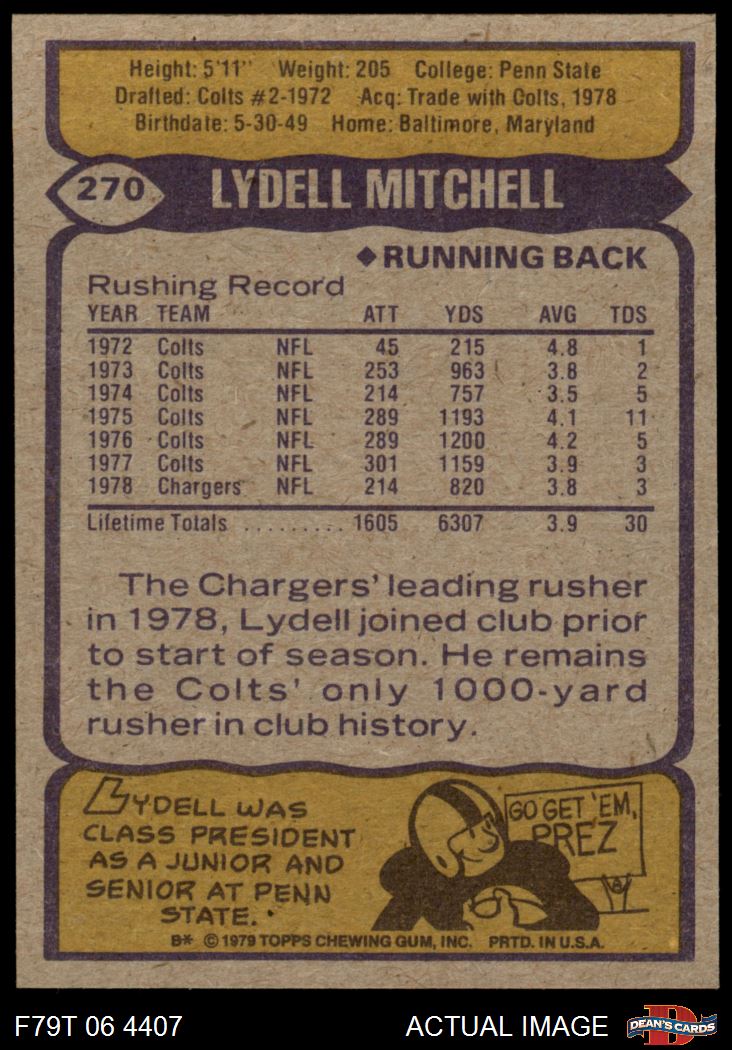 Height: 5'11" Weight: 205 College: Penn State
Drafted: Colts #2-1972 Acq: Trade with Colts, 1978
Birthdate: 5-30-49 Home: Baltimore, Maryland
270 LYDELL MITCHELL
◆RUNNING BACK
Rushing Record
YEAR TEAM ATT YDS AVG TDS
1972 Colts NFL 45 215 4.8 1
1973 Colts NFL 253 963 3.8 2
1974 Colts NFL 214 757 3.5 5
1975 Colts NFL 289 1193 4.1 11
1976 Colts NFL 289 1200 4.2 5
1977 Colts NFL 301 1159 3.9 3
1978 Chargers NFL 214 820 3.8 3
Lifetime Totals ......... 1605 6307 3.9 30
The Chargers' leading rusher
in 1978, Lydell joined club prior
to start of season. He remains
the Colts' only 1000-yard
rusher in club history.
LYDELL WAS
CLASS PRESIDENT
AS A JUNIOR AND
SENIOR AT PENN
STATE.
GO GET 'EM,
PREZ
B* © 1979 TOPPS CHEWING GUM, INC. PRTD. IN U.S.A.
F79T 06 4407 ACTUAL IMAGE D DEAN'S CARDS